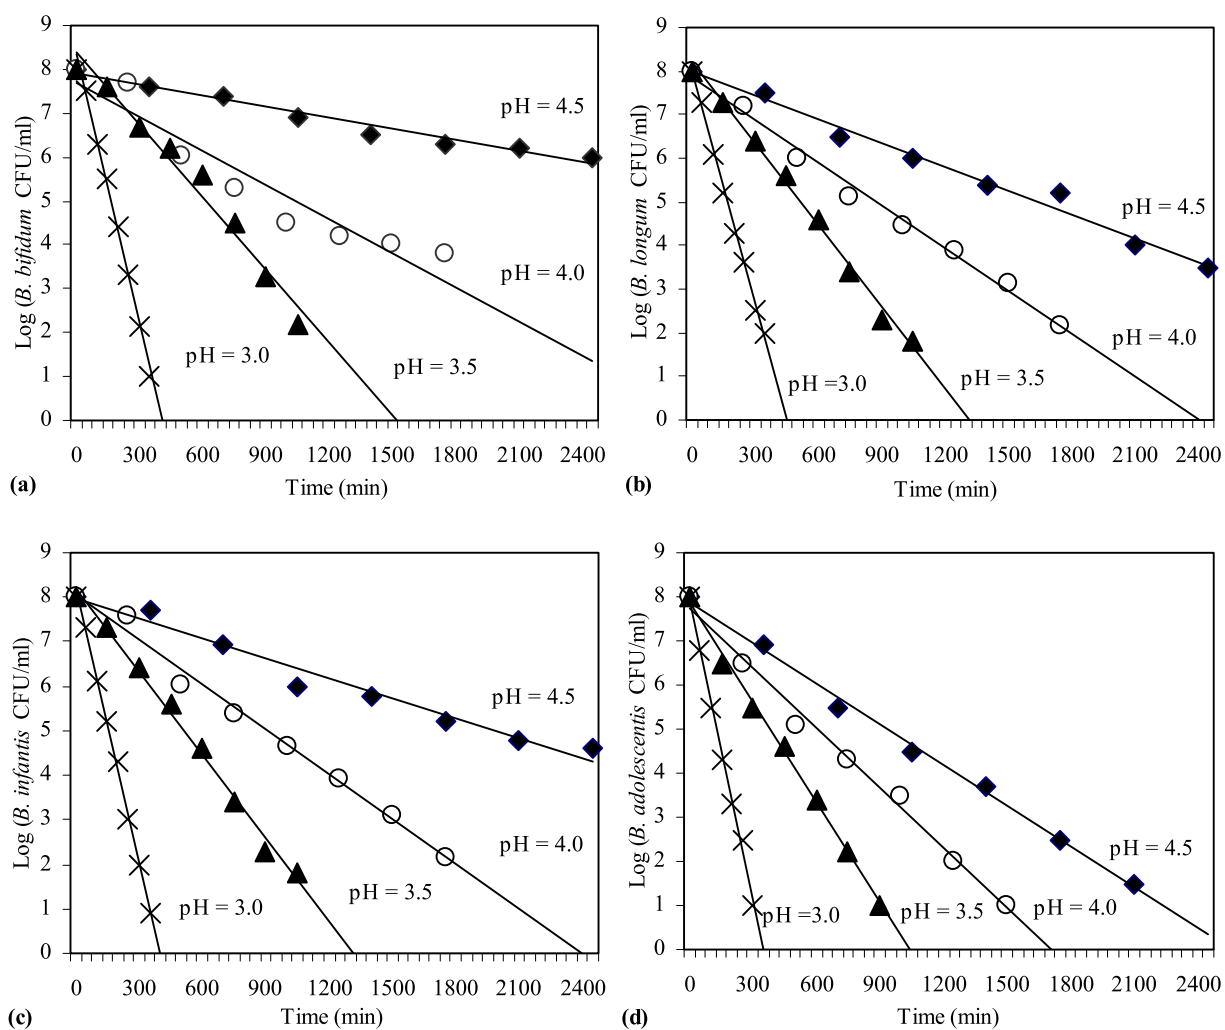 9
8
7
6
5
4
3
2
1
0
Log (B. bifidum CFU/ml)
pH = 4.5
pH = 4.0
pH = 3.5
pH = 3.0
0 300 600 900 1200 1500 1800 2100 2400
Time (min)
(a)
9
8
7
6
5
4
3
2
1
0
Log (B. longum CFU/ml)
pH = 4.5
pH = 4.0
pH = 3.5
pH =3.0
0 300 600 900 1200 1500 1800 2100 2400
Time (min)
(b)
9
8
7
6
5
4
3
2
1
0
Log (B. infantis CFU/ml)
pH = 4.5
pH = 4.0
pH = 3.5
pH = 3.0
0 300 600 900 1200 1500 1800 2100 2400
Time (min)
(c)
9
8
7
6
5
4
3
2
1
0
Log (B. adolescentis CFU/ml)
pH = 4.5
pH = 4.0
pH = 3.5
pH =3.0
0 300 600 900 1200 1500 1800 2100 2400
Time (min)
(d)